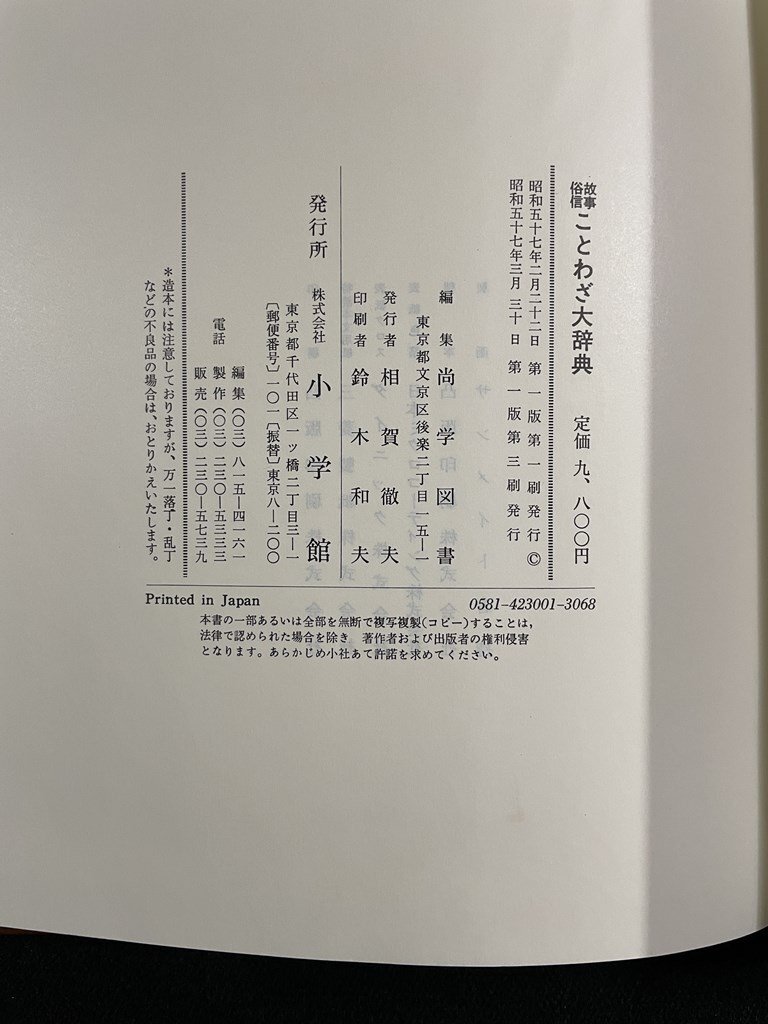 故事俗信 ことわざ大辞典 定価 九、八〇〇円
昭和五十七年二月二十二日 第一版第一刷発行 ©
昭和五十七年三月三十日 第一版第三刷発行
編集 尚学図書
東京都文京区後楽二丁目一五—一
発行者 相賀徹夫
印刷者 鈴木和夫
発行所 株式会社 小学館
東京都千代田区一ッ橋二丁目三—一
〔郵便番号〕一〇一〔振替〕東京八—二〇〇
電話
編集(〇三)八一五—四一六一
製作(〇三)二三〇—五三三三
販売(〇三)二三〇—五七三九
*造本には注意しておりますが、万一落丁・乱丁
などの不良品の場合は、おとりかえいたします。
Printed in Japan 0581-423001-3068
本書の一部あるいは全部を無断で複写複製(コピー)することは,
法律で認められた場合を除き 著作者および出版者の権利侵害
となります。あらかじめ小社あて許諾を求めてください。